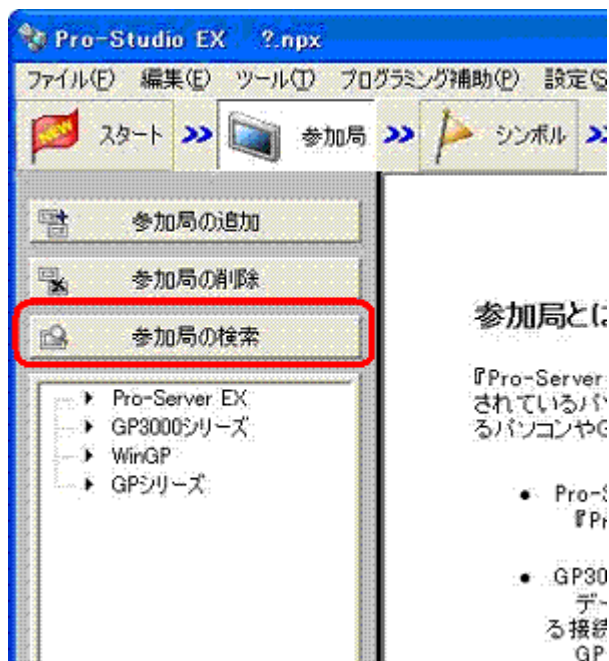 Pro-Studio EX ?.npx
ファイル(F) 編集(E) ツール(T) プログラミング補助(P) 設定(S
NEW スタート 参加局 シンボル
参加局の追加
参加局の削除
参加局の検索
Pro-Server EX
GP3000シリーズ
WinGP
GPシリーズ
参加局とは
『Pro-Server
されているパソ
るパソコンやG
• Pro-S
『Pr
• GP30
デー
る接続
GP